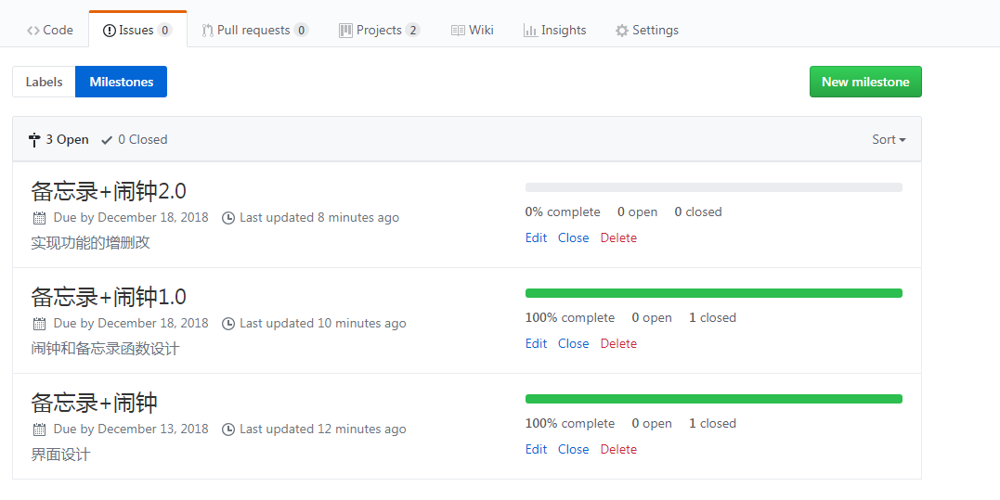 Code Issues 0 Pull requests 0 Projects 2 Wiki Insights Settings
Labels Milestones New milestone
3 Open 0 Closed Sort
备忘录+闹钟2.0
Due by December 18, 2018 Last updated 8 minutes ago
实现功能的增删改
0% complete 0 open 0 closed
Edit Close Delete
备忘录+闹钟1.0
Due by December 18, 2018 Last updated 10 minutes ago
闹钟和备忘录函数设计
100% complete 0 open 1 closed
Edit Close Delete
备忘录+闹钟
Due by December 13, 2018 Last updated 12 minutes ago
界面设计
100% complete 0 open 1 closed
Edit Close Delete